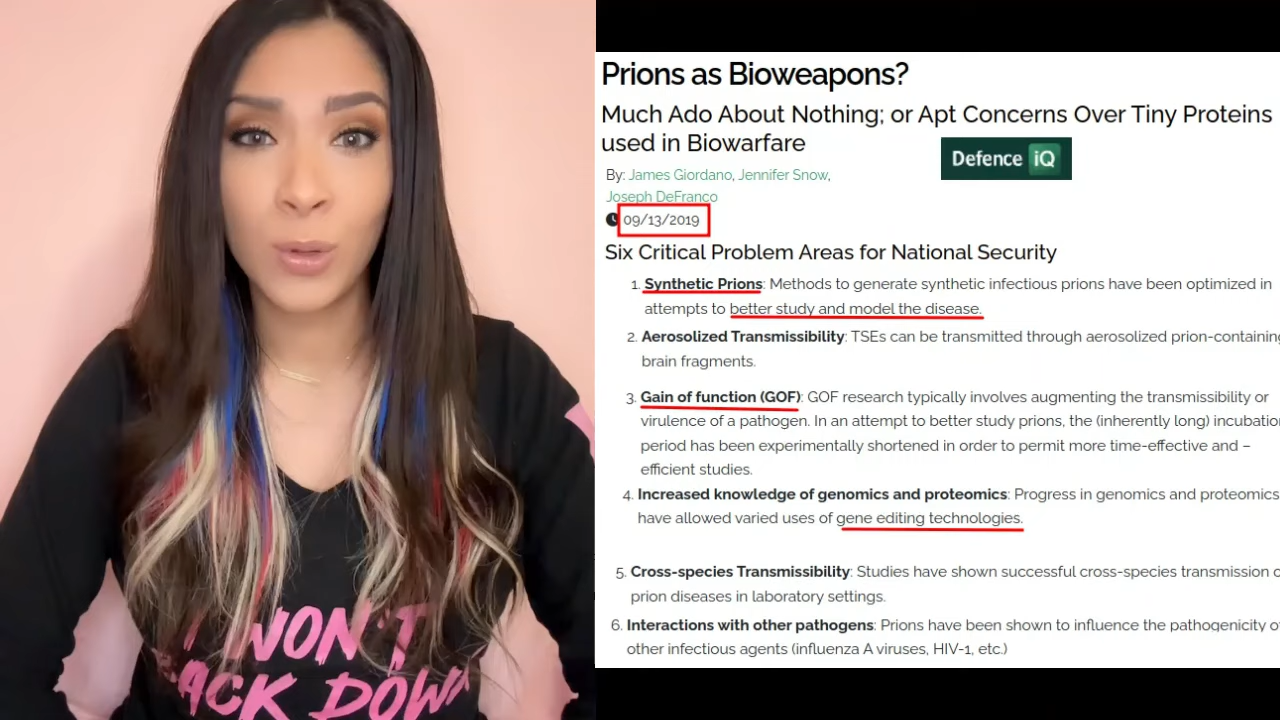 Prions as Bioweapons?
Much Ado About Nothing; or Apt Concerns Over Tiny Proteins
used in Biowarfare
Defence iQ
By: James Giordano, Jennifer Snow,
Joseph DeFranco
09/13/2019
Six Critical Problem Areas for National Security
1. Synthetic Prions: Methods to generate synthetic infectious prions have been optimized in
attempts to better study and model the disease.
2. Aerosolized Transmissibility: TSEs can be transmitted through aerosolized prion-containing
brain fragments.
3. Gain of function (GOF): GOF research typically involves augmenting the transmissibility or
virulence of a pathogen. In an attempt to better study prions, the (inherently long) incubation
period has been experimentally shortened in order to permit more time-effective and –
efficient studies.
4. Increased knowledge of genomics and proteomics: Progress in genomics and proteomics
have allowed varied uses of gene editing technologies.
5. Cross-species Transmissibility: Studies have shown successful cross-species transmission
prion diseases in laboratory settings.
6. Interactions with other pathogens: Prions have been shown to influence the pathogenicity
other infectious agents (influenza A viruses, HIV-1, etc.)
I WON'T
BACK DOWN